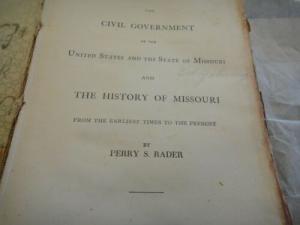 THE
CIVIL GOVERNMENT
OF THE
UNITED STATES AND THE STATE OF MISSOURI
AND
THE HISTORY OF MISSOURI
FROM THE EARLIEST TIMES TO THE PRESENT
BY
PERRY S. RADER